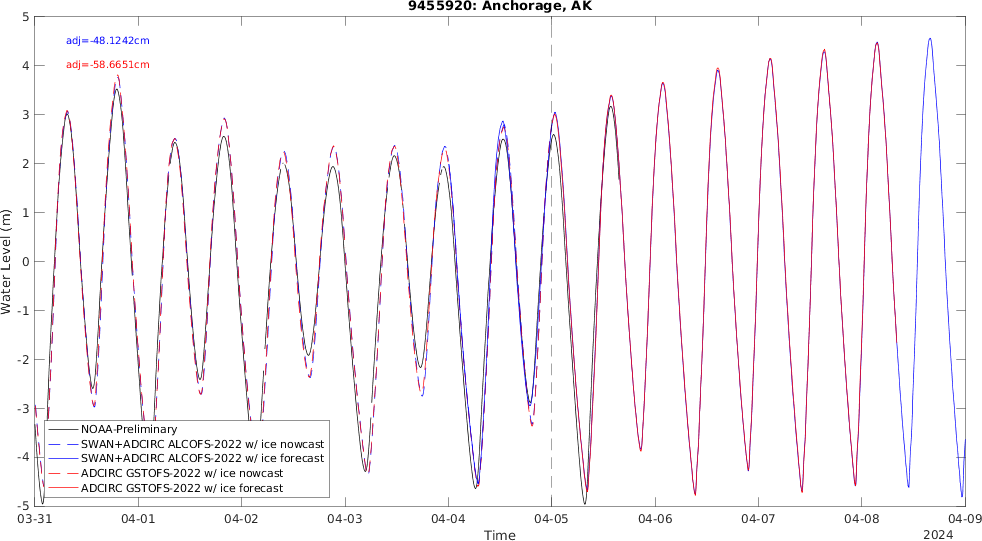 9455920: Anchorage, AK
adj=-48.1242cm
adj=-58.6651cm
Water Level (m)
5
4
3
2
1
0
-1
-2
-3
-4
-5
NOAA-Preliminary
SWAN+ADCIRC ALCOFS-2022 w/ ice nowcast
SWAN+ADCIRC ALCOFS-2022 w/ ice forecast
ADCIRC GSTOFS-2022 w/ ice nowcast
ADCIRC GSTOFS-2022 w/ ice forecast
03-31 04-01 04-02 04-03 04-04 04-05 04-06 04-07 04-08 04-09
Time
2024